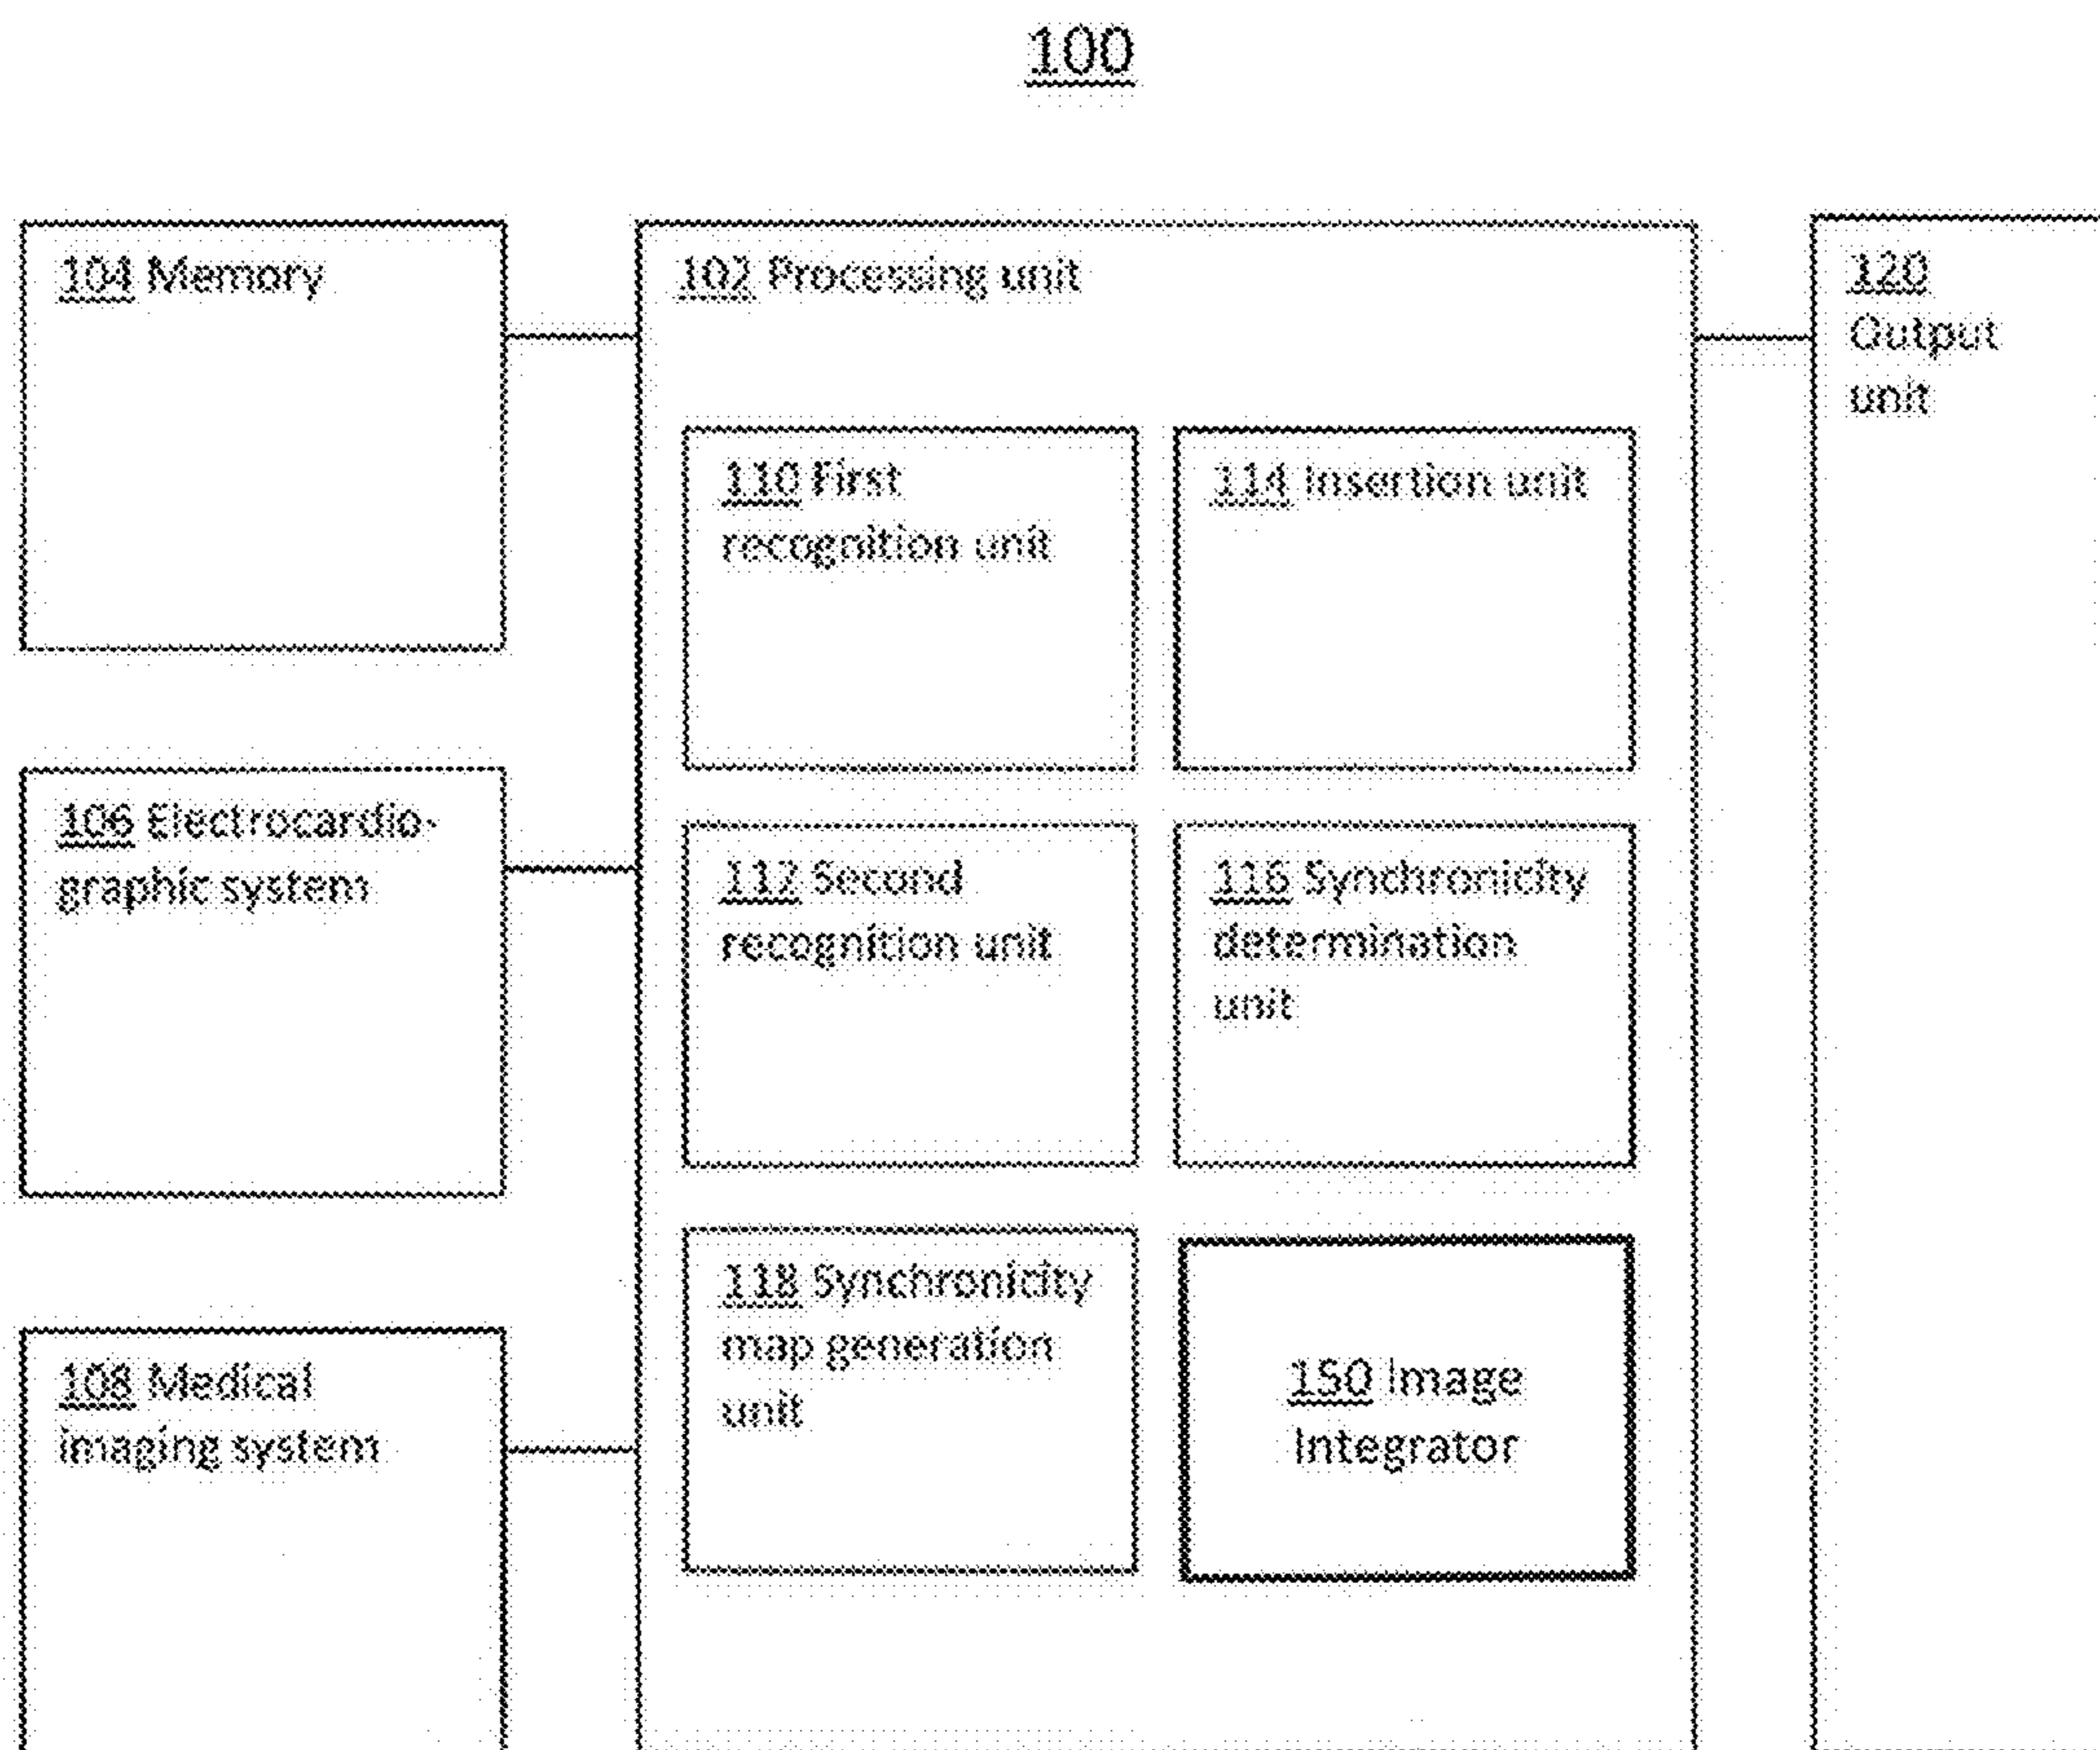 100
104 Memory
102 Processing unit
120
Output
unit
110 First
recognition unit
114 Insertion unit
106 Electrocardio-
graphic system
112 Second
recognition unit
116 Synchronicity
determination
unit
118 Synchronicity
map generation
unit
150 Image
Integrator
108 Medical
imaging system